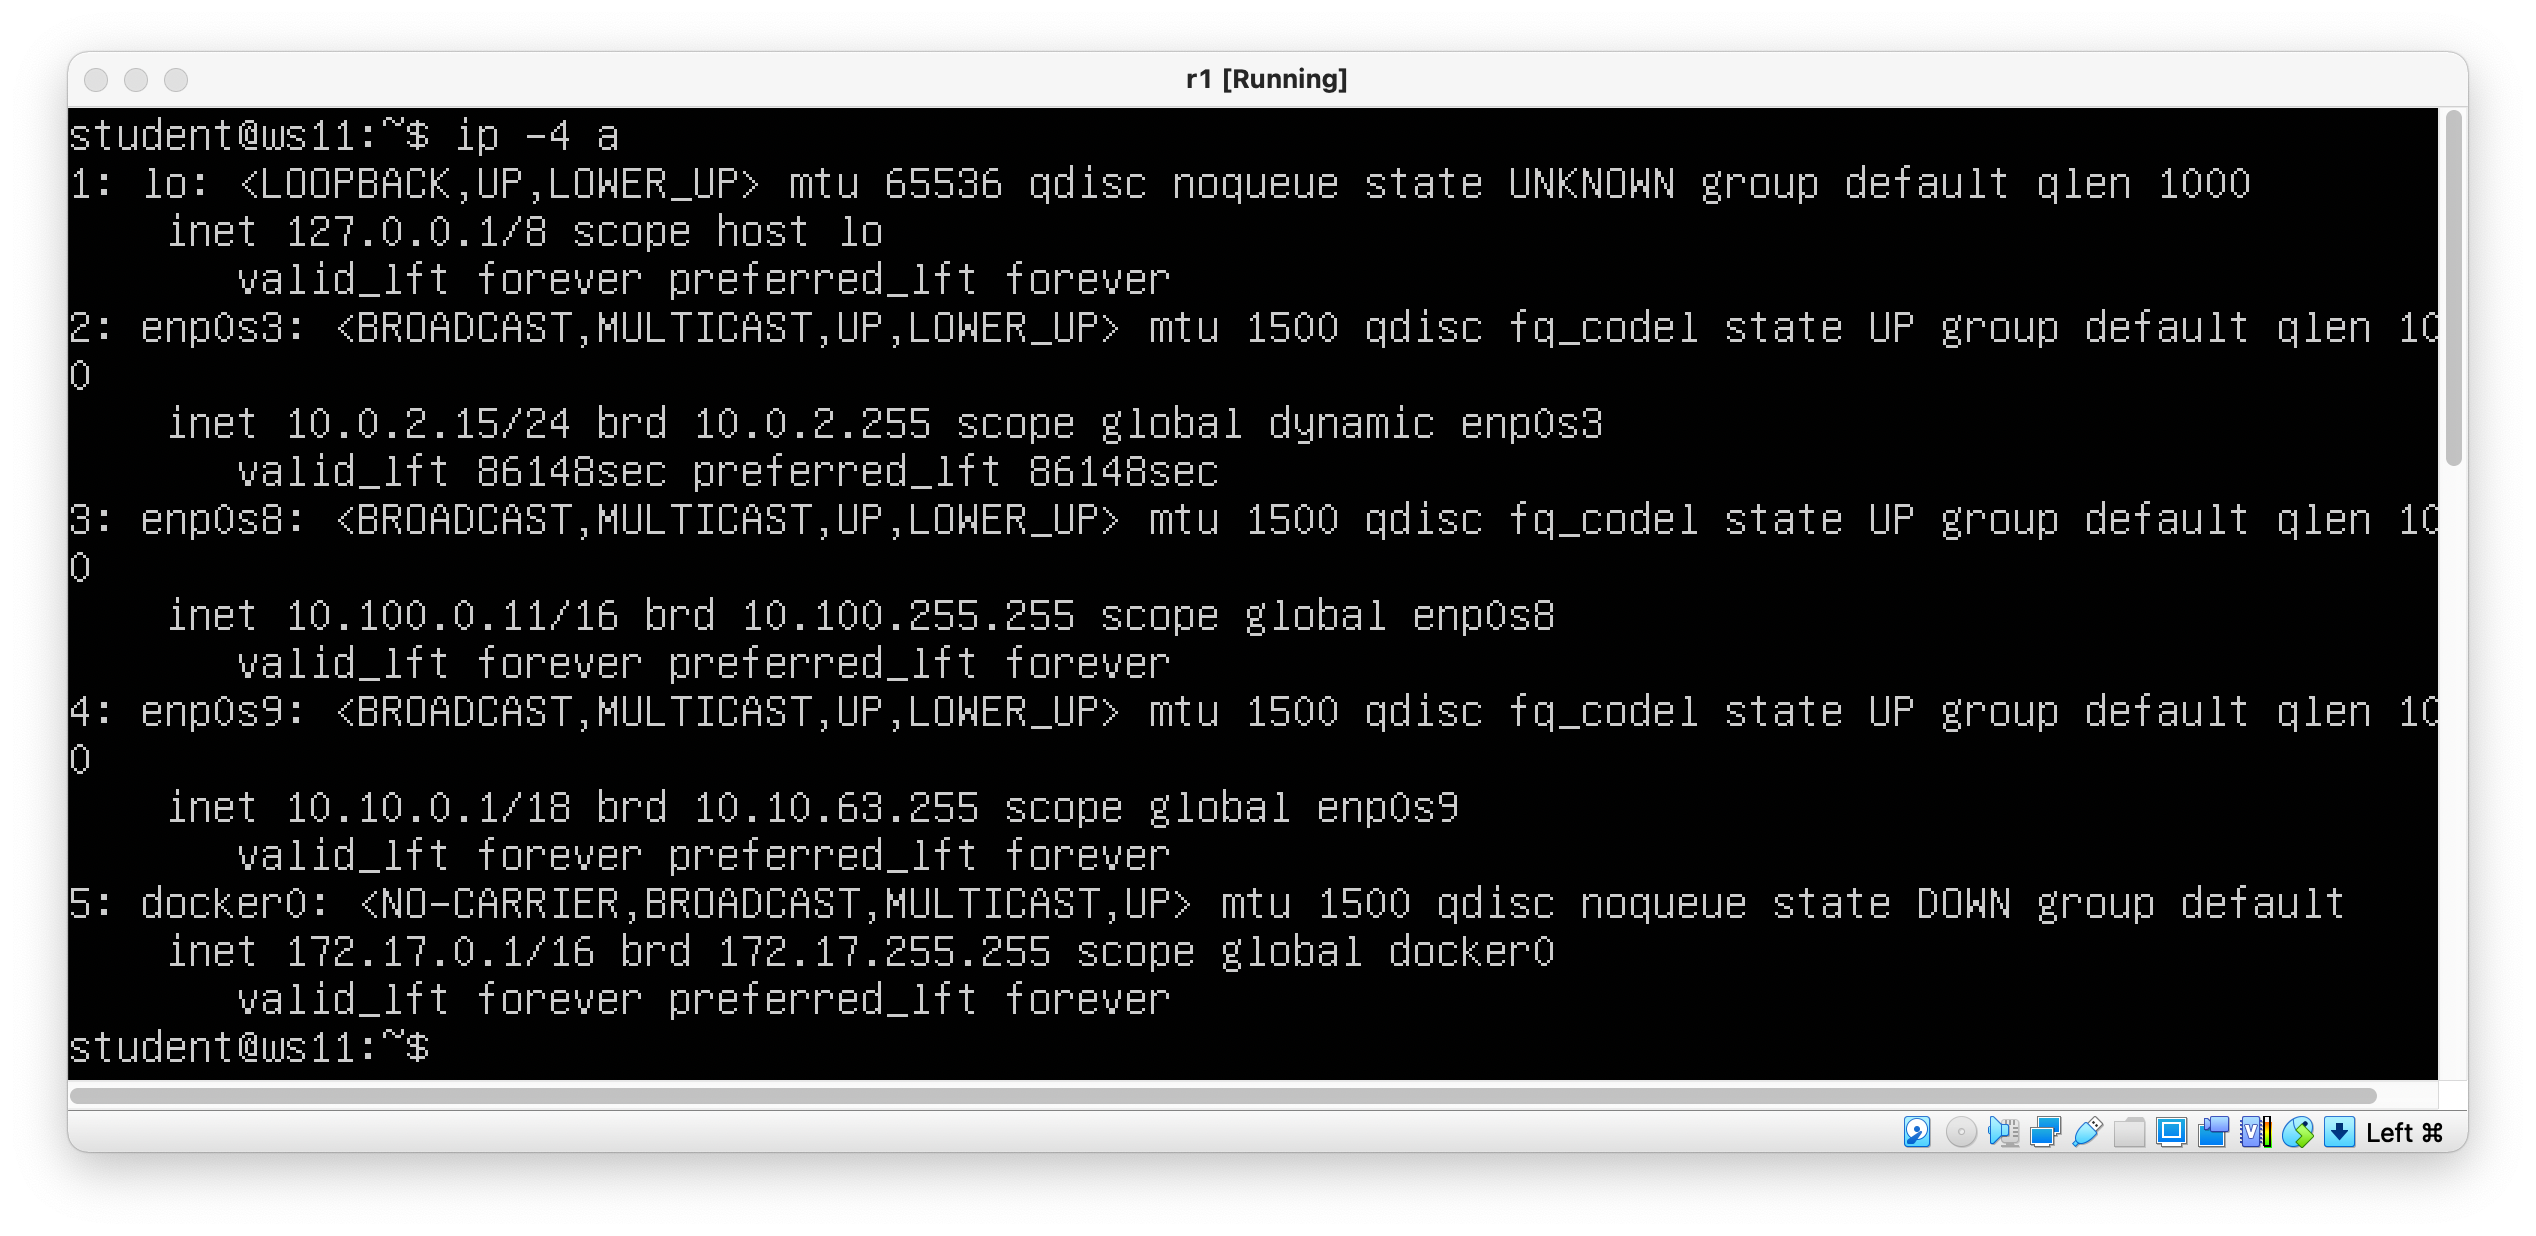 r1 [Running]
student@ws11:~$ ip -4 a
1: lo: <LOOPBACK,UP,LOWER_UP> mtu 65536 qdisc noqueue state UNKNOWN group default qlen 1000
    inet 127.0.0.1/8 scope host lo
       valid_lft forever preferred_lft forever
2: enp0s3: <BROADCAST,MULTICAST,UP,LOWER_UP> mtu 1500 qdisc fq_codel state UP group default qlen 10
0
    inet 10.0.2.15/24 brd 10.0.2.255 scope global dynamic enp0s3
       valid_lft 86148sec preferred_lft 86148sec
3: enp0s8: <BROADCAST,MULTICAST,UP,LOWER_UP> mtu 1500 qdisc fq_codel state UP group default qlen 10
0
    inet 10.100.0.11/16 brd 10.100.255.255 scope global enp0s8
       valid_lft forever preferred_lft forever
4: enp0s9: <BROADCAST,MULTICAST,UP,LOWER_UP> mtu 1500 qdisc fq_codel state UP group default qlen 10
0
    inet 10.10.0.1/18 brd 10.10.63.255 scope global enp0s9
       valid_lft forever preferred_lft forever
5: docker0: <NO-CARRIER,BROADCAST,MULTICAST,UP> mtu 1500 qdisc noqueue state DOWN group default
    inet 172.17.0.1/16 brd 172.17.255.255 scope global docker0
       valid_lft forever preferred_lft forever
student@ws11:~$
Left ⌘